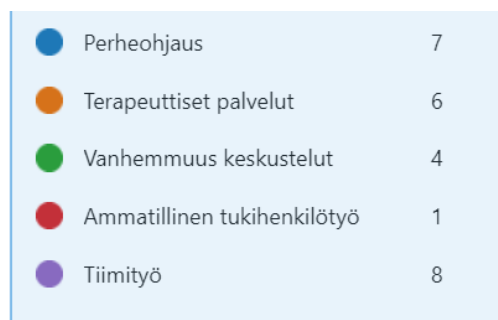 Perheohjaus 7
Terapeuttiset palvelut 6
Vanhemmuus keskustelut 4
Ammatillinen tukihenkilötyö 1
Tiimityö 8